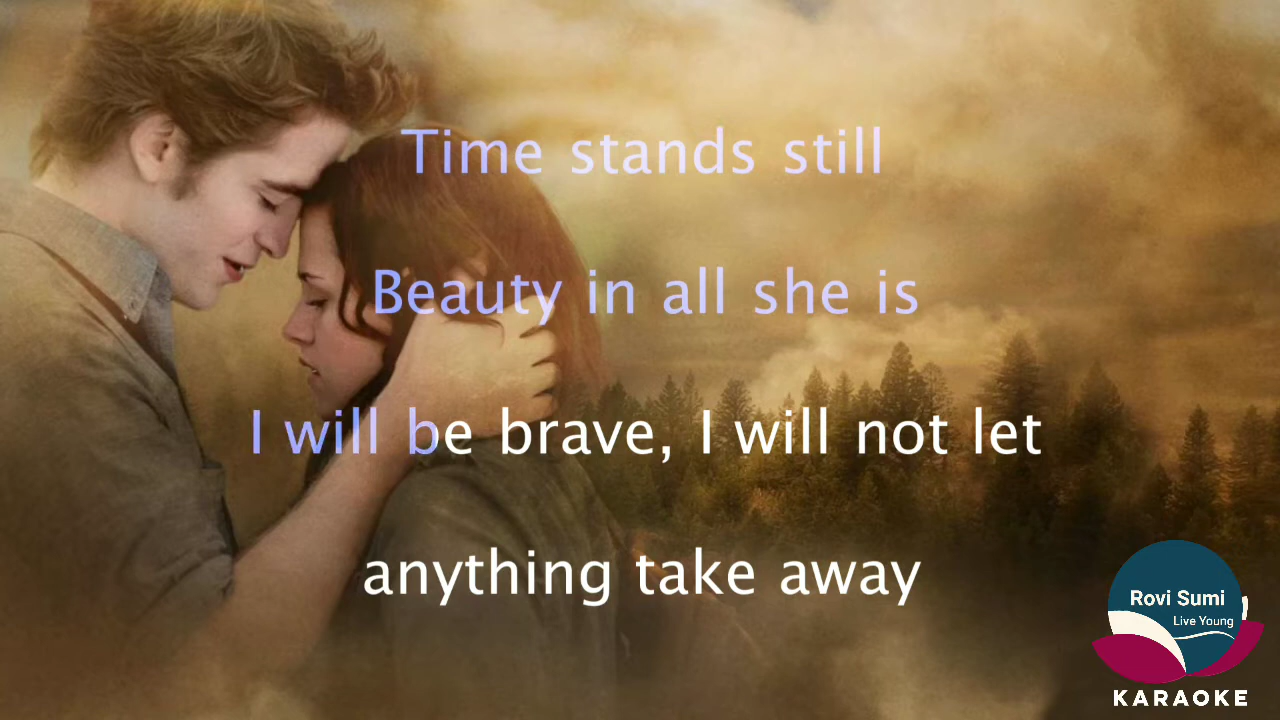 Time stands still
Beauty in all she is
I will be brave, I will not let
anything take away
Rovi Sumi
Live Young
KARAOKE